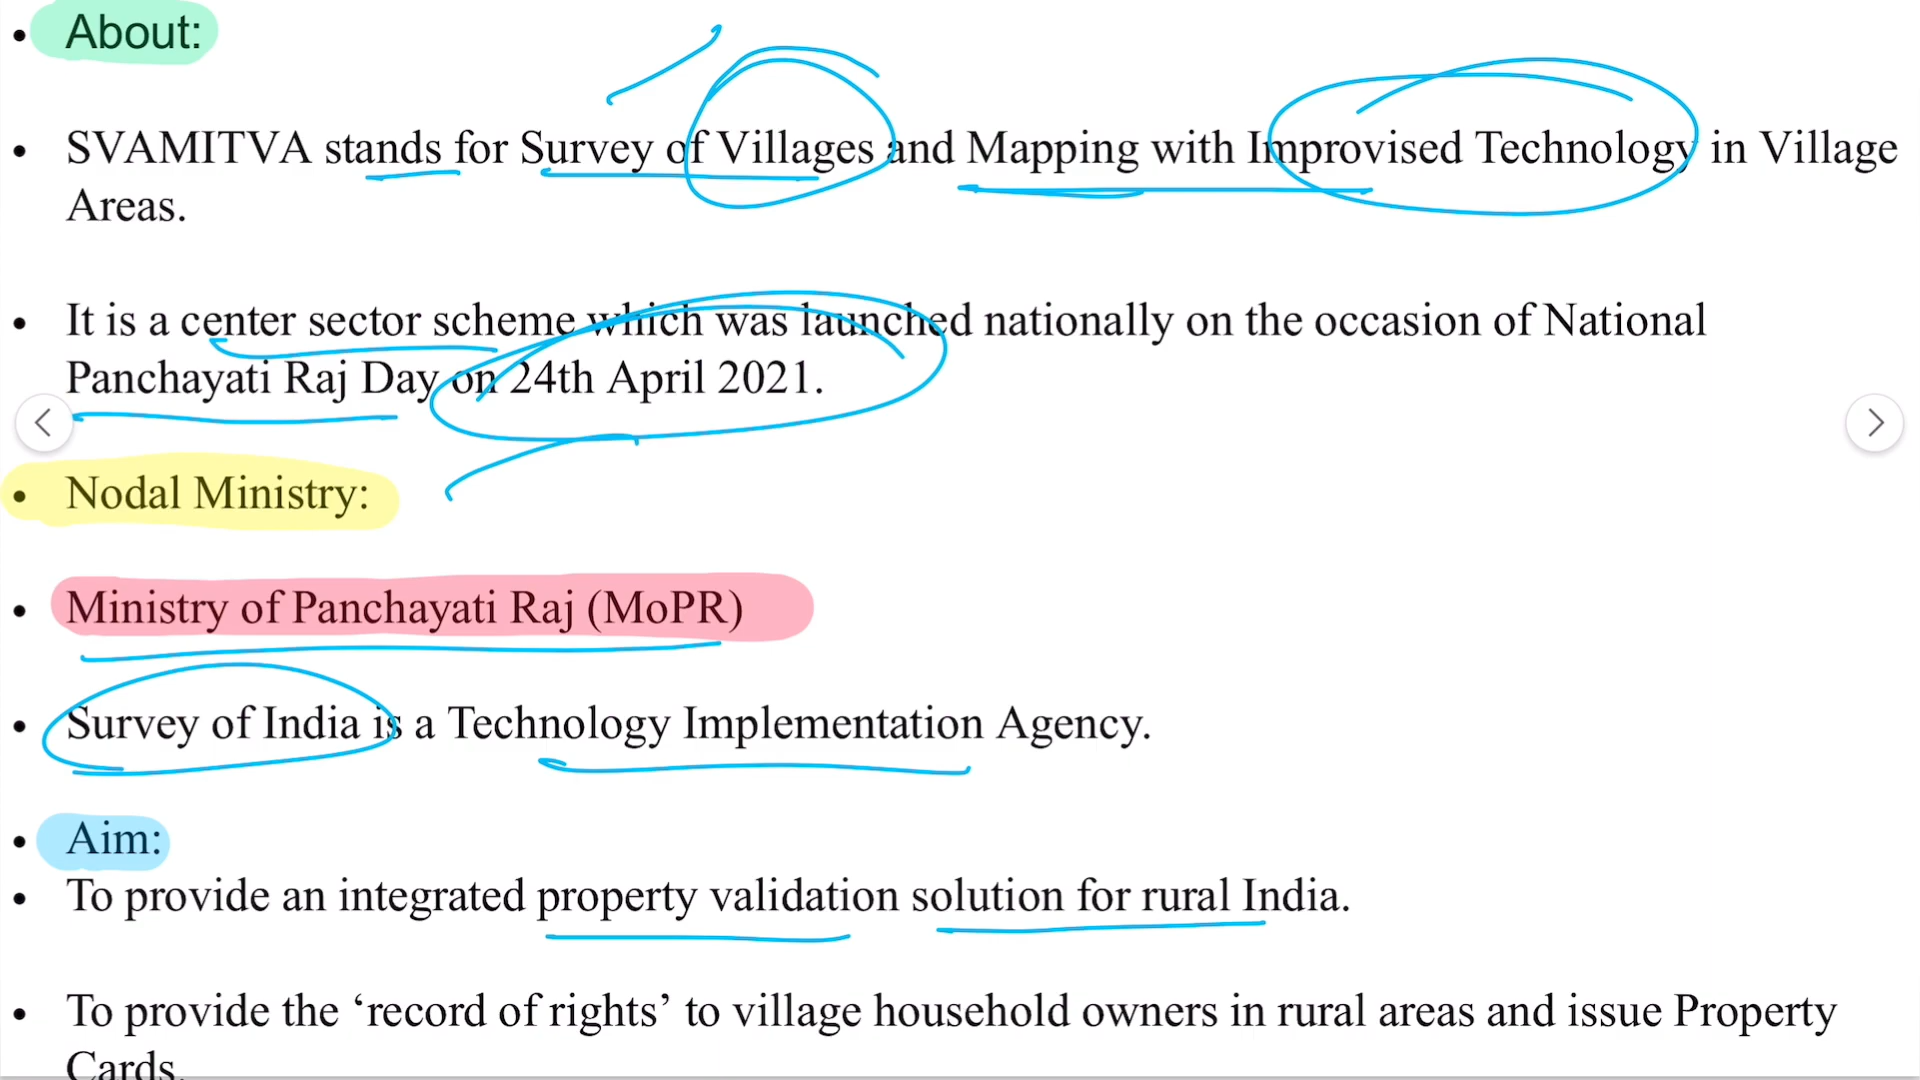 • About:
• SVAMITVA stands for Survey of Villages and Mapping with Improvised Technology in Village
Areas.
• It is a center sector scheme which was launched nationally on the occasion of National
Panchayati Raj Day on 24th April 2021.
• Nodal Ministry:
• Ministry of Panchayati Raj (MoPR)
• Survey of India is a Technology Implementation Agency.
• Aim:
• To provide an integrated property validation solution for rural India.
• To provide the ‘record of rights’ to village household owners in rural areas and issue Property
Cards.